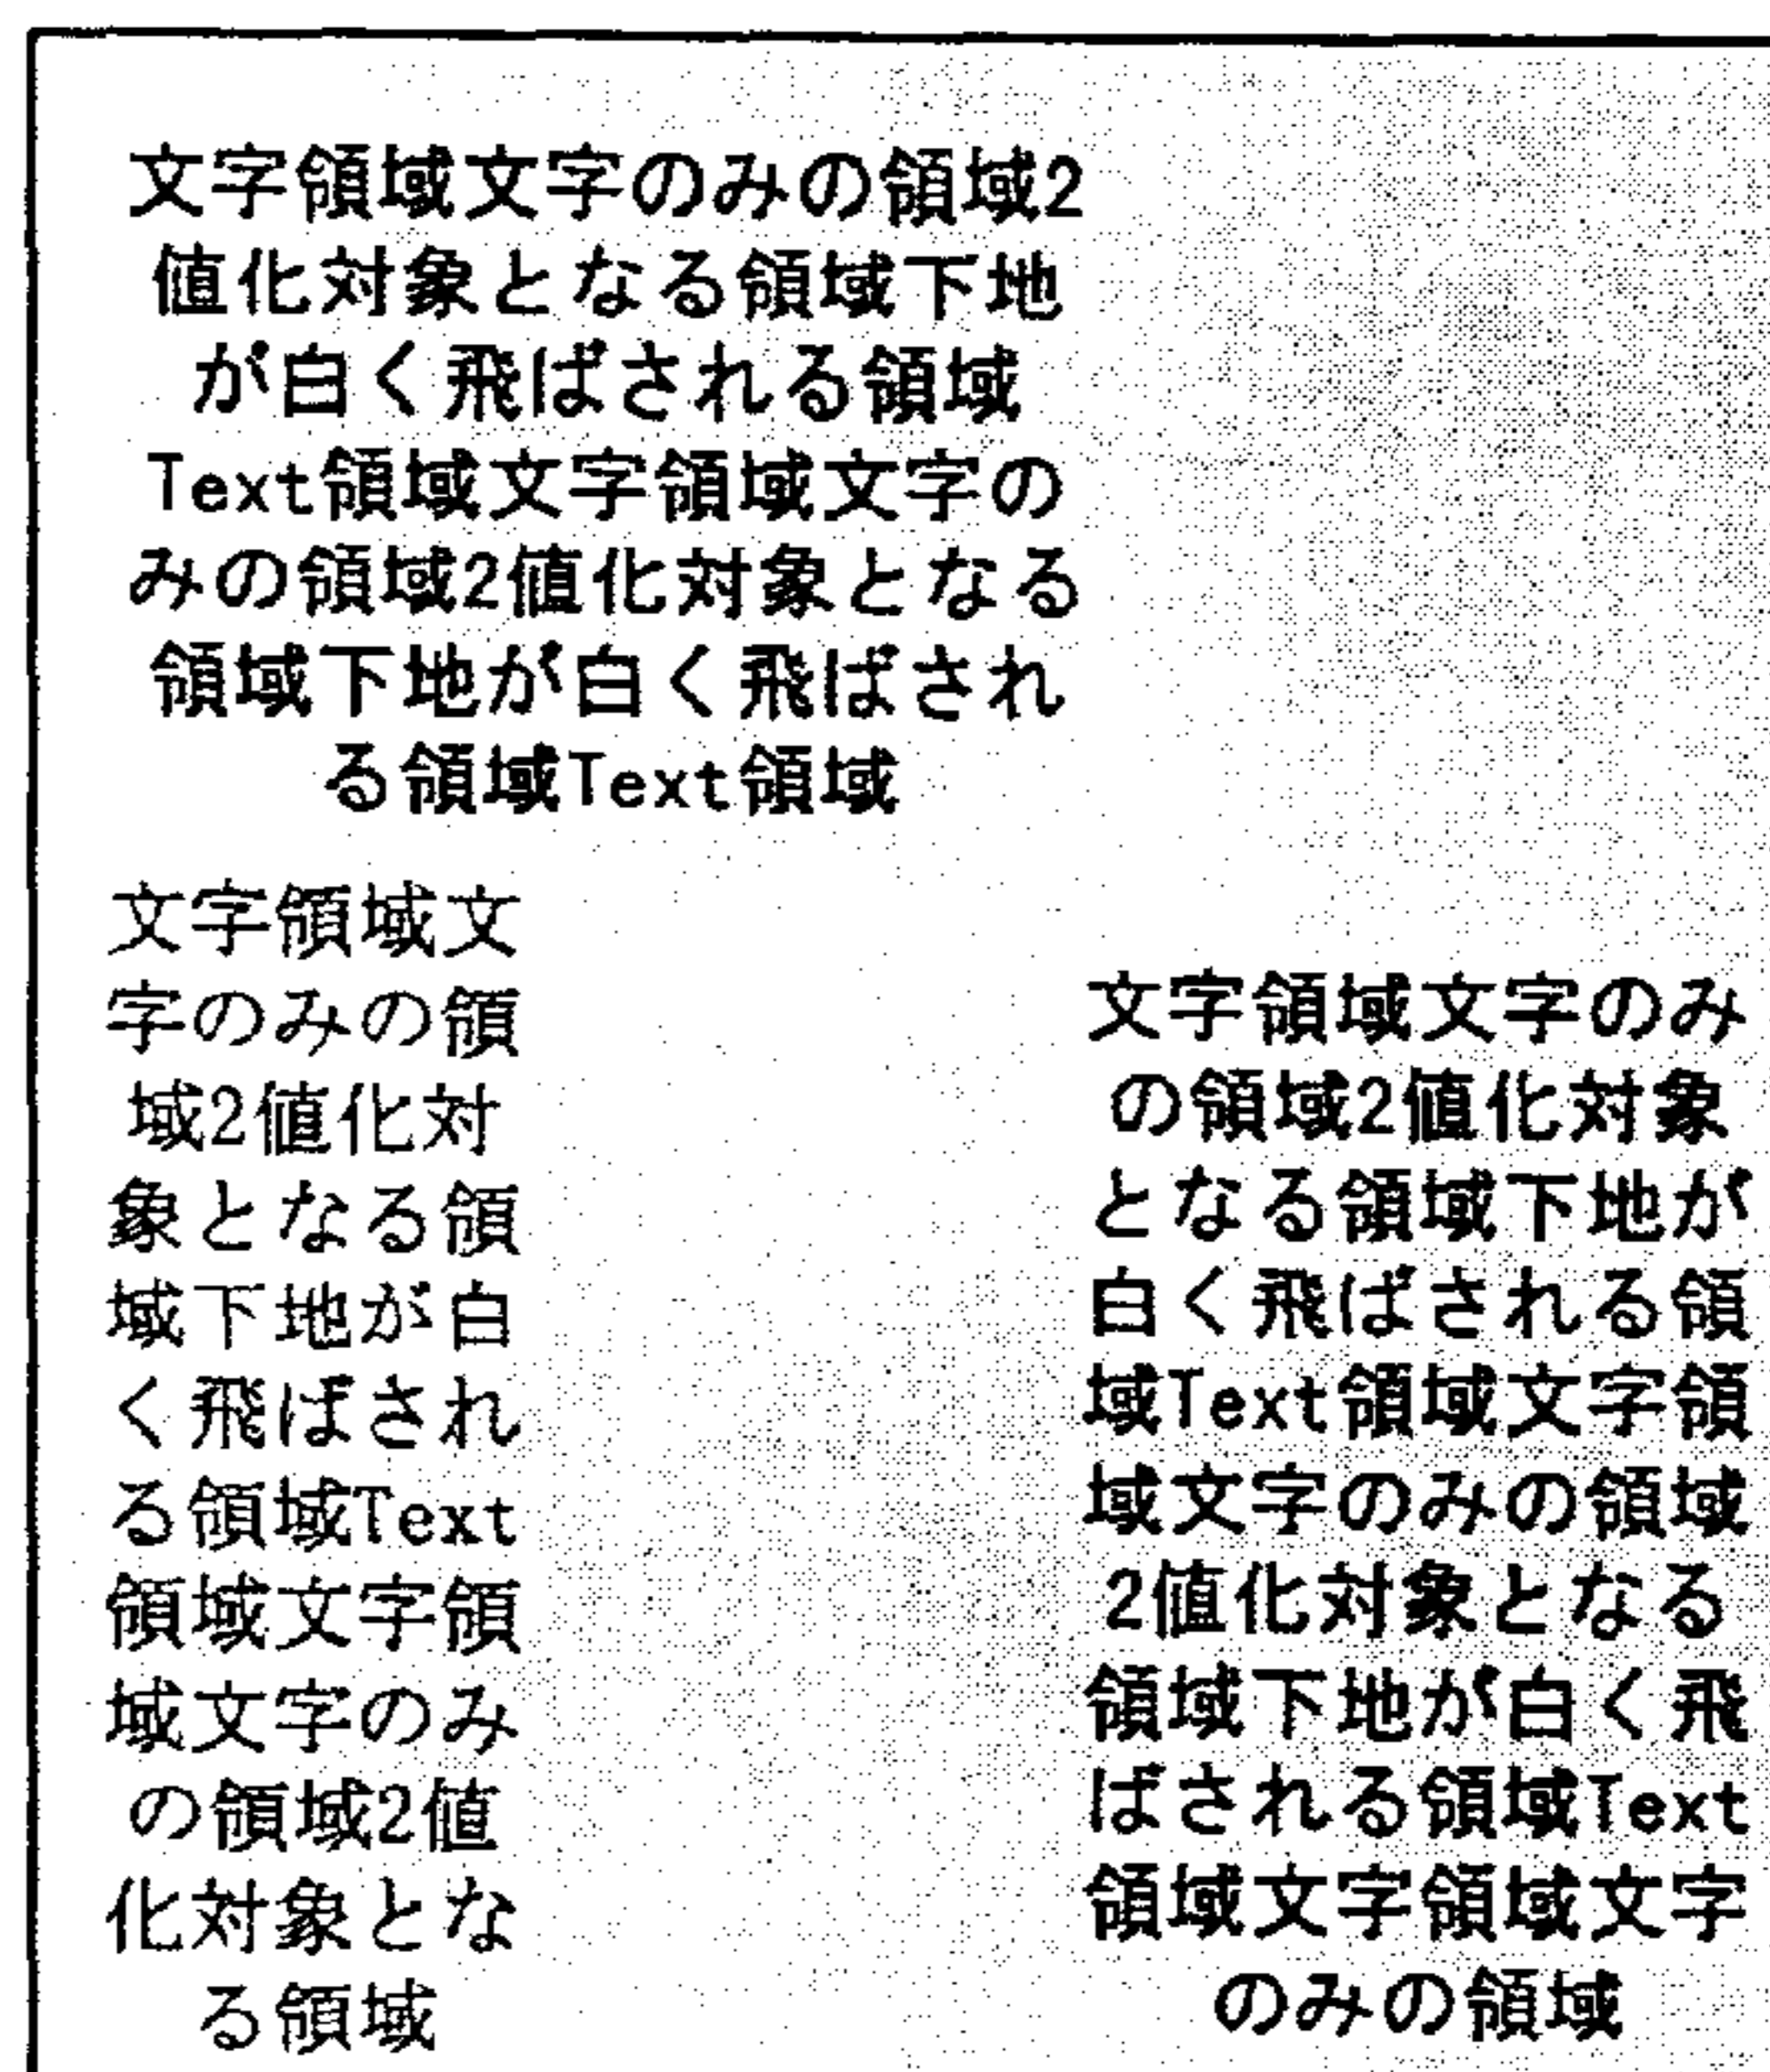 文字領域文字のみの領域2
値化対象となる領域下地
が白く飛ばされる領域
Text領域文字領域文字の
みの領域2値化対象となる
領域下地が白く飛ばされ
る領域Text領域
文字領域文
字のみの領
域2値化対
象となる領
域下地が白
く飛ばされ
る領域Text
領域文字領
域文字のみ
の領域2値
化対象とな
る領域
文字領域文字のみ
の領域2値化対象
となる領域下地が
白く飛ばされる領
域Text領域文字領
域文字のみの領域
2値化対象となる
領域下地が白く飛
ばされる領域Text
領域文字領域文字
のみの領域